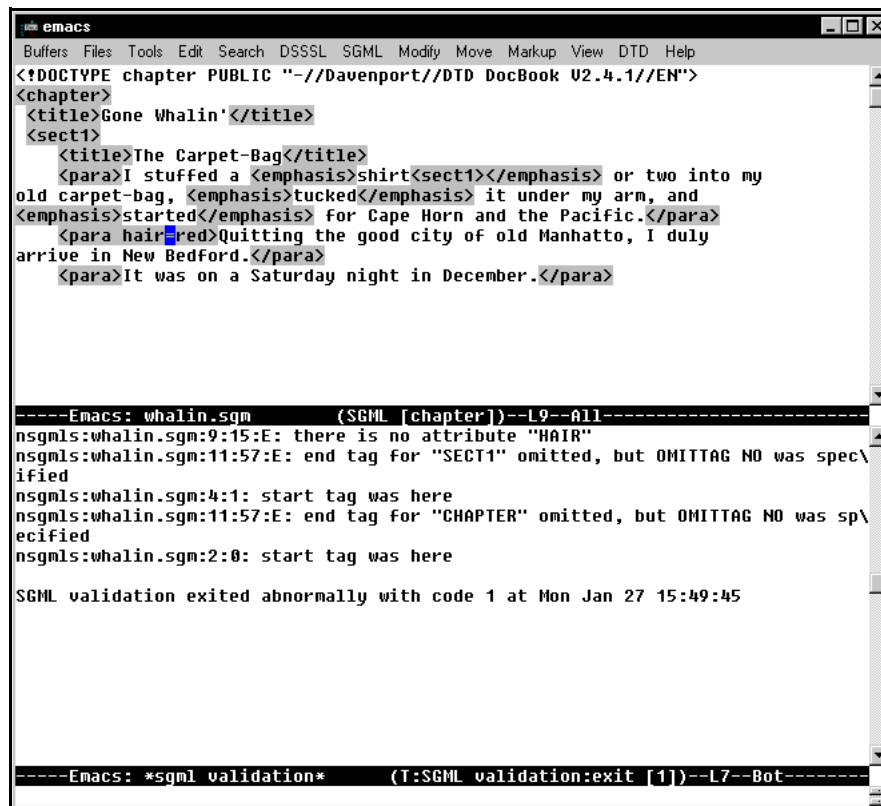 emacs
Buffers Files Tools Edit Search DSSSL SGML Modify Move Markup View DTD Help
<!DOCTYPE chapter PUBLIC "-//Davenport//DTD DocBook V2.4.1//EN">
<chapter>
 <title>Gone Whalin'</title>
 <sect1>
    <title>The Carpet-Bag</title>
    <para>I stuffed a <emphasis>shirt<sect1></emphasis> or two into my
old carpet-bag, <emphasis>tucked</emphasis> it under my arm, and
<emphasis>started</emphasis> for Cape Horn and the Pacific.</para>
    <para hair=red>Quitting the good city of old Manhatto, I duly
arrive in New Bedford.</para>
    <para>It was on a Saturday night in December.</para>
-----Emacs: whalin.sgm        (SGML [chapter])--L9--All-------------------------
nsgmls:whalin.sgm:9:15:E: there is no attribute "HAIR"
nsgmls:whalin.sgm:11:57:E: end tag for "SECT1" omitted, but OMITTAG NO was spec\
ified
nsgmls:whalin.sgm:4:1: start tag was here
nsgmls:whalin.sgm:11:57:E: end tag for "CHAPTER" omitted, but OMITTAG NO was sp\
ecified
nsgmls:whalin.sgm:2:0: start tag was here
SGML validation exited abnormally with code 1 at Mon Jan 27 15:49:45
-----Emacs: *sgml validation*      (T:SGML validation:exit [1])--L7--Bot--------